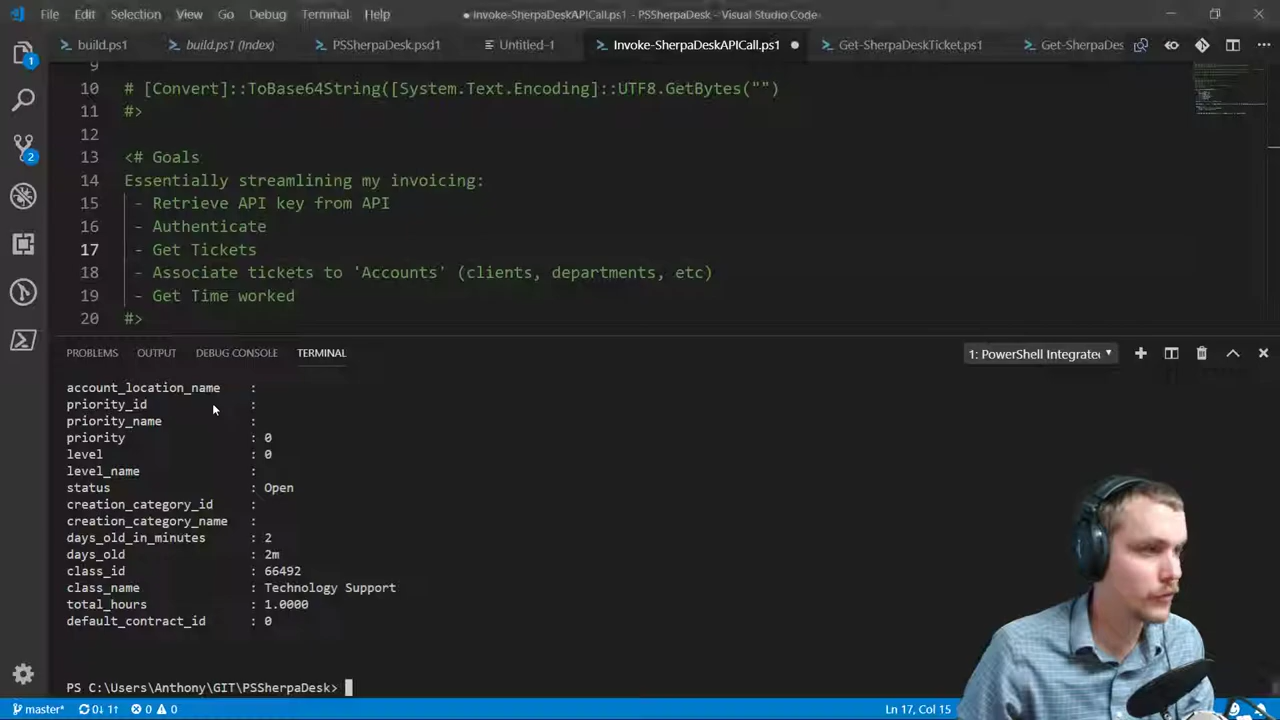 File Edit Selection View Go Debug Terminal Help
● Invoke-SherpaDeskAPICall.ps1 - PSSherpaDesk - Visual Studio Code
build.ps1
build.ps1 (Index)
PSSherpaDesk.psd1
Untitled-1
Invoke-SherpaDeskAPICall.ps1
Get-SherpaDeskTicket.ps1
Get-SherpaDes
9
10 # [Convert]::ToBase64String([System.Text.Encoding]::UTF8.GetBytes("")
11 #>
12
13 <# Goals
14 Essentially streamlining my invoicing:
15 - Retrieve API key from API
16 - Authenticate
17 - Get Tickets
18 - Associate tickets to 'Accounts' (clients, departments, etc)
19 - Get Time worked
20 #>
1
2
PROBLEMS OUTPUT DEBUG CONSOLE TERMINAL
1: PowerShell Integrate
account_location_name :
priority_id :
priority_name :
priority : 0
level : 0
level_name :
status : Open
creation_category_id :
creation_category_name :
days_old_in_minutes : 2
days_old : 2m
class_id : 66492
class_name : Technology Support
total_hours : 1.0000
default_contract_id : 0
PS C:\Users\Anthony\GIT\PSSherpaDesk>
master* 0↓ 1↑ 0 0
Ln 17, Col 15